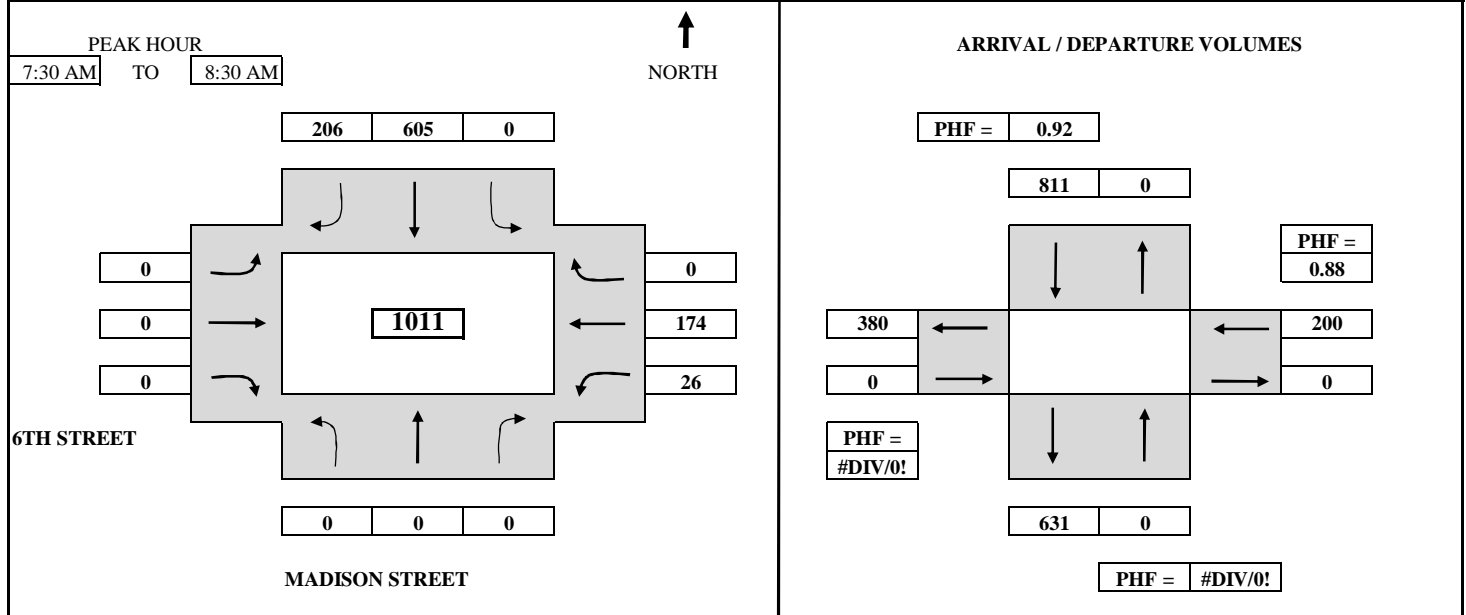 PEAK HOUR
7:30 AM TO 8:30 AM
NORTH
206 605 0
0 0
0 1011 174
0 26
6TH STREET
0 0 0
MADISON STREET
ARRIVAL / DEPARTURE VOLUMES
PHF = 0.92
811 0
PHF =
0.88
380 200
0 0
PHF =
#DIV/0!
631 0
PHF = #DIV/0!